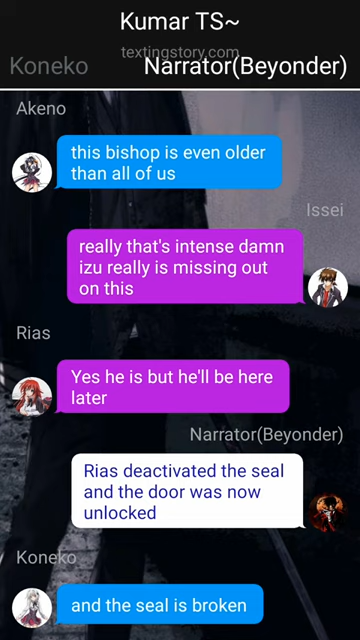 Kumar TS~
textingstory.com
Koneko Narrator(Beyonder)
Akeno
this bishop is even older
than all of us
Issei
really that's intense damn
izu really is missing out
on this
Rias
Yes he is but he'll be here
later
Narrator(Beyonder)
Rias deactivated the seal
and the door was now
unlocked
Koneko
and the seal is broken